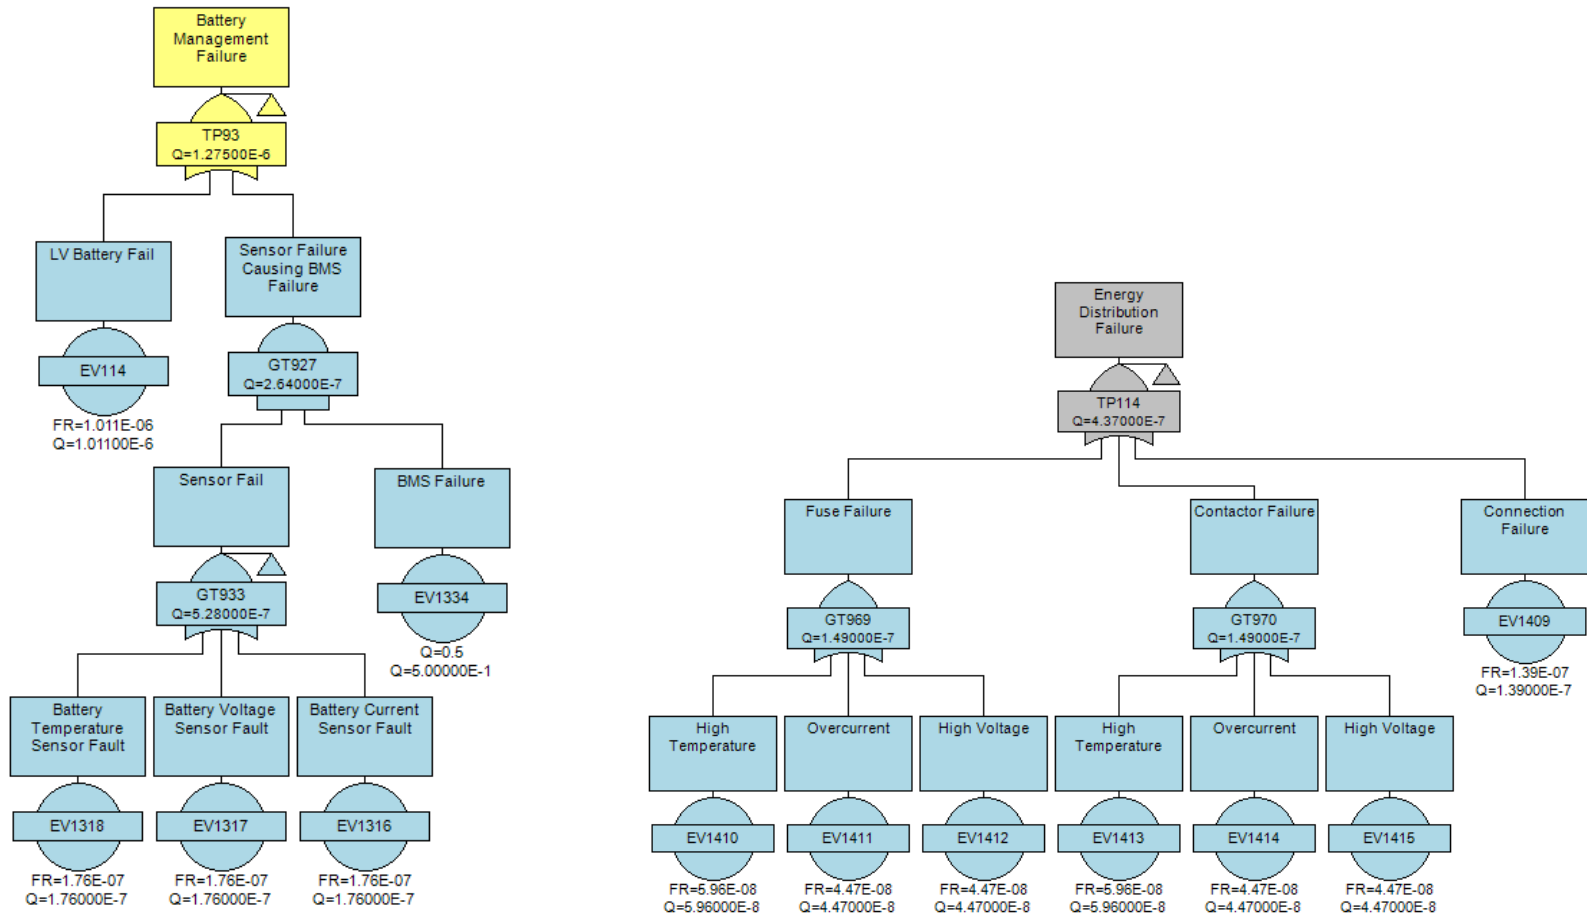 Battery
Management
Failure
TP93
Q=1.27500E-6
LV Battery Fail
EV114
FR=1.011E-06
Q=1.01100E-6
Sensor Failure
Causing BMS
Failure
GT927
Q=2.64000E-7
Sensor Fail
GT933
Q=5.28000E-7
BMS Failure
EV1334
Q=0.5
Q=5.00000E-1
Battery
Temperature
Sensor Fault
EV1318
FR=1.76E-07
Q=1.76000E-7
Battery Voltage
Sensor Fault
EV1317
FR=1.76E-07
Q=1.76000E-7
Battery Current
Sensor Fault
EV1316
FR=1.76E-07
Q=1.76000E-7
Energy
Distribution
Failure
TP114
Q=4.37000E-7
Fuse Failure
GT969
Q=1.49000E-7
Contactor Failure
GT970
Q=1.49000E-7
Connection
Failure
EV1409
FR=1.39E-07
Q=1.39000E-7
High
Temperature
EV1410
FR=5.96E-08
Q=5.96000E-8
Overcurrent
EV1411
FR=4.47E-08
Q=4.47000E-8
High Voltage
EV1412
FR=4.47E-08
Q=4.47000E-8
High
Temperature
EV1413
FR=5.96E-08
Q=5.96000E-8
Overcurrent
EV1414
FR=4.47E-08
Q=4.47000E-8
High Voltage
EV1415
FR=4.47E-08
Q=4.47000E-8